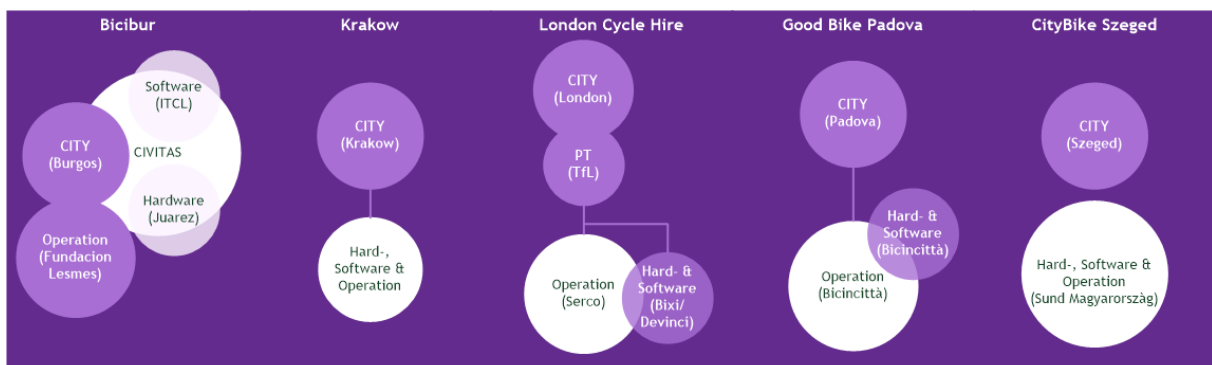 Bicibur
Software
(ITCL)
CITY
(Burgos)
CIVITAS
Hardware
(Juarez)
Operation
(Fundacion
Lesmes)
Krakow
CITY
(Krakow)
Hard-,
Software &
Operation
London Cycle Hire
CITY
(London)
PT
(TfL)
Operation
(Serco)
Hard- &
Software
(Bixi/
Devinci)
Good Bike Padova
CITY
(Padova)
Hard- &
Software
(Bicincittà)
Operation
(Bicincittà)
CityBike Szeged
CITY
(Szeged)
Hard-, Software &
Operation
(Sund Magyarorszàg)